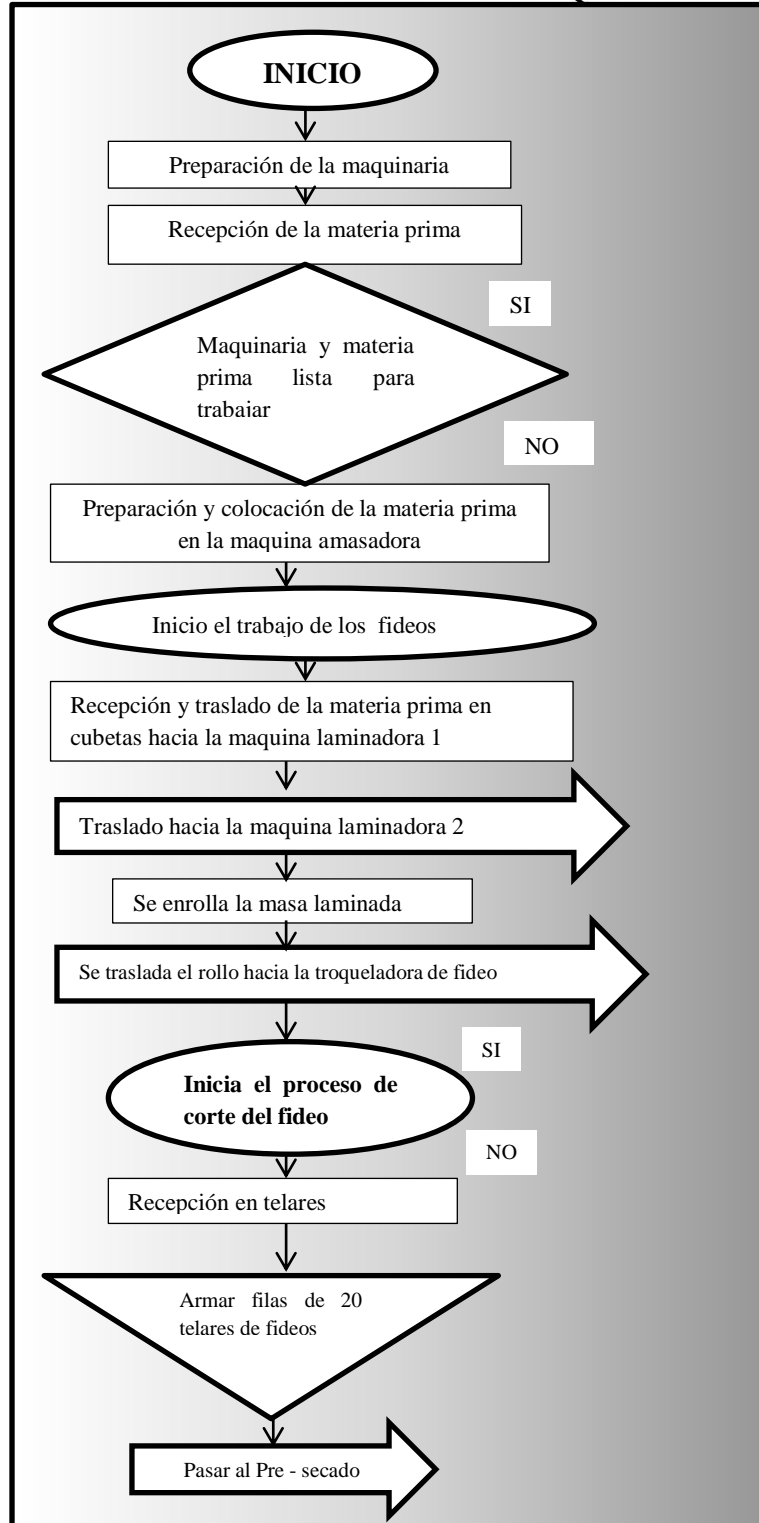 INICIO
Preparación de la maquinaria
Recepción de la materia prima
SI
Maquinaria y materia
prima lista para
trabajar
NO
Preparación y colocación de la materia prima
en la maquina amasadora
Inicio el trabajo de los fideos
Recepción y traslado de la materia prima en
cubetas hacia la maquina laminadora 1
Traslado hacia la maquina laminadora 2
Se enrolla la masa laminada
Se traslada el rollo hacia la troqueladora de fideo
SI
Inicia el proceso de
corte del fideo
NO
Recepción en telares
Armar filas de 20
telares de fideos
Pasar al Pre - secado